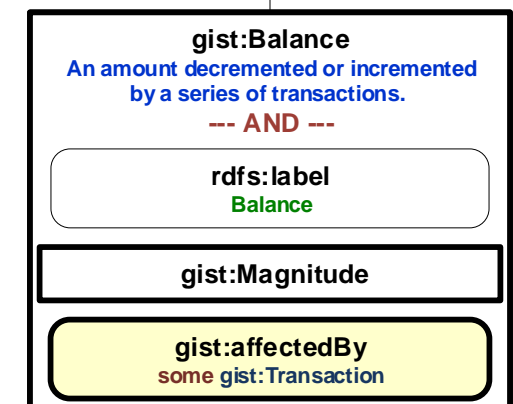 gist:Balance
An amount decremented or incremented
by a series of transactions.
--- AND ---
rdfs:label
Balance
gist:Magnitude
gist:affectedBy
some gist:Transaction